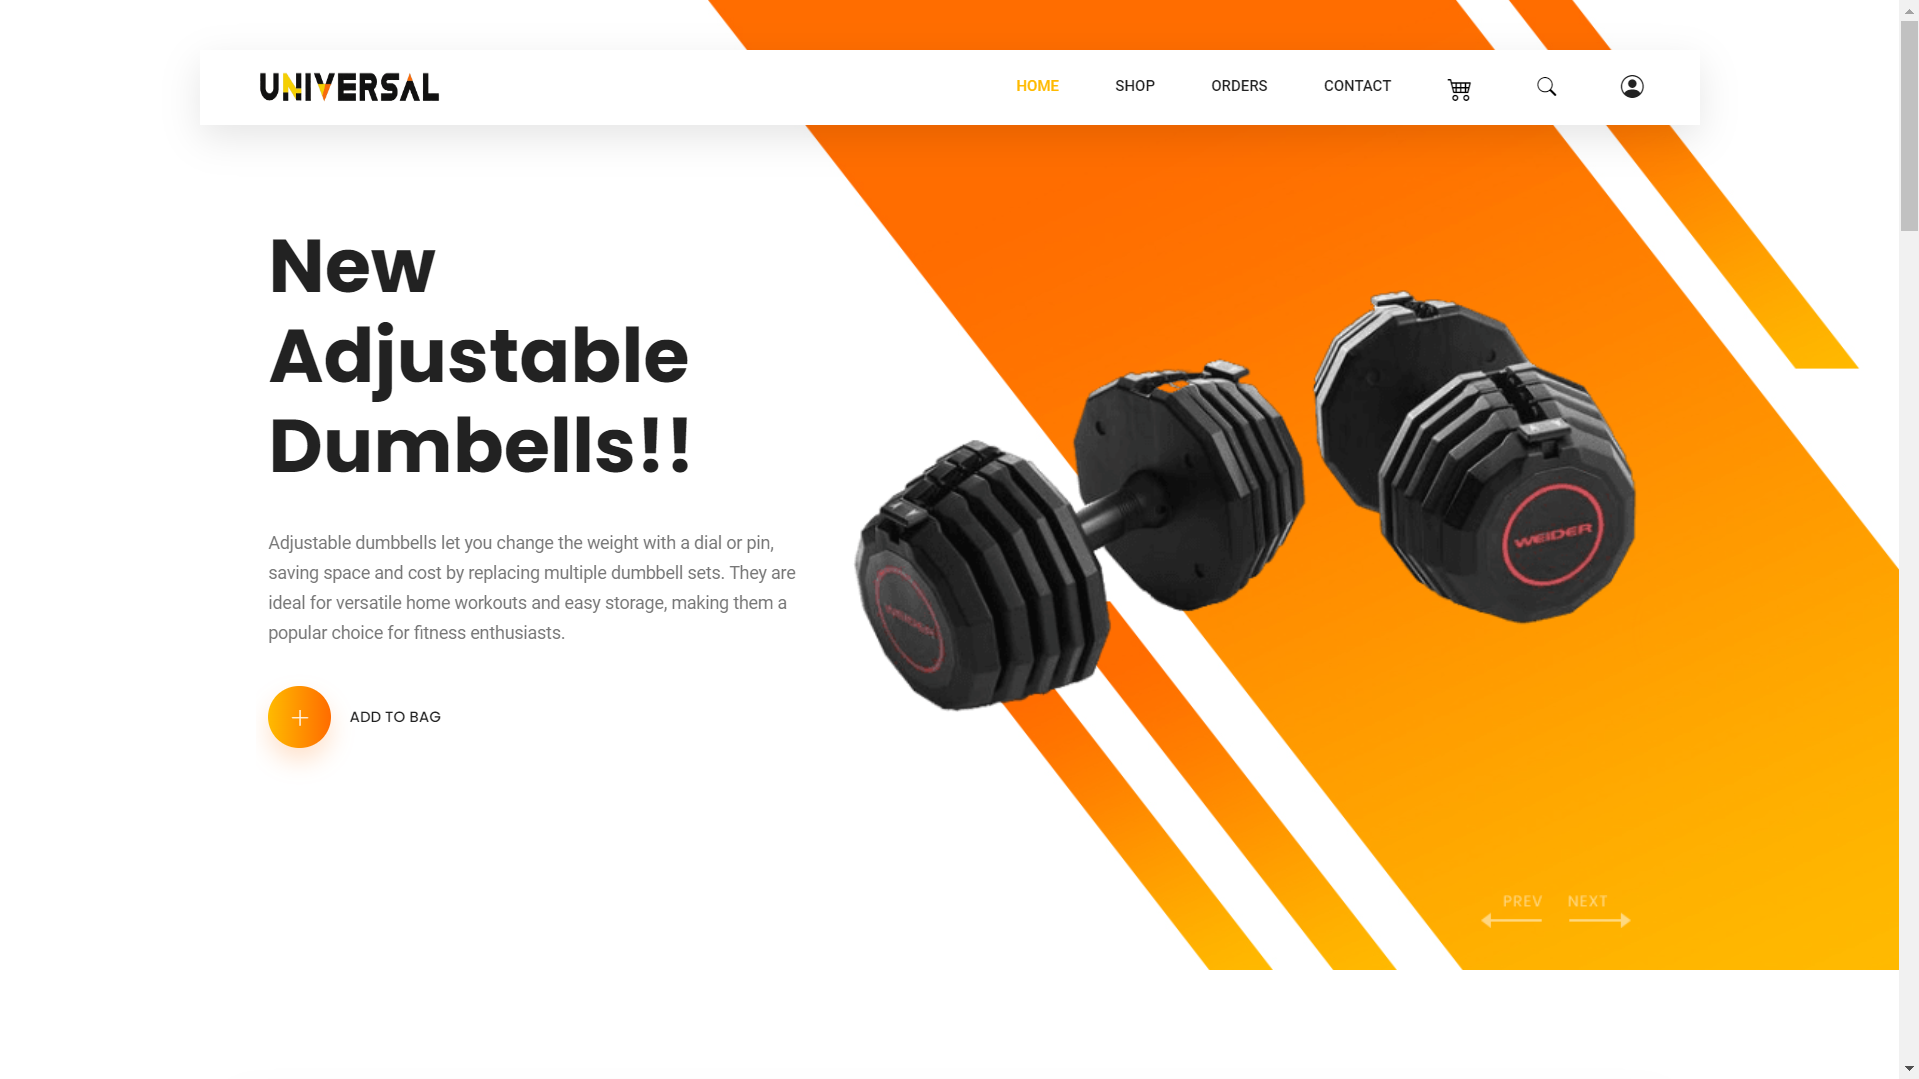 UNIVERSAL
HOME SHOP ORDERS CONTACT
New
Adjustable
Dumbells!!
Adjustable dumbbells let you change the weight with a dial or pin,
saving space and cost by replacing multiple dumbbell sets. They are
ideal for versatile home workouts and easy storage, making them a
popular choice for fitness enthusiasts.
ADD TO BAG
WEIDER
WEIDER
PREV NEXT